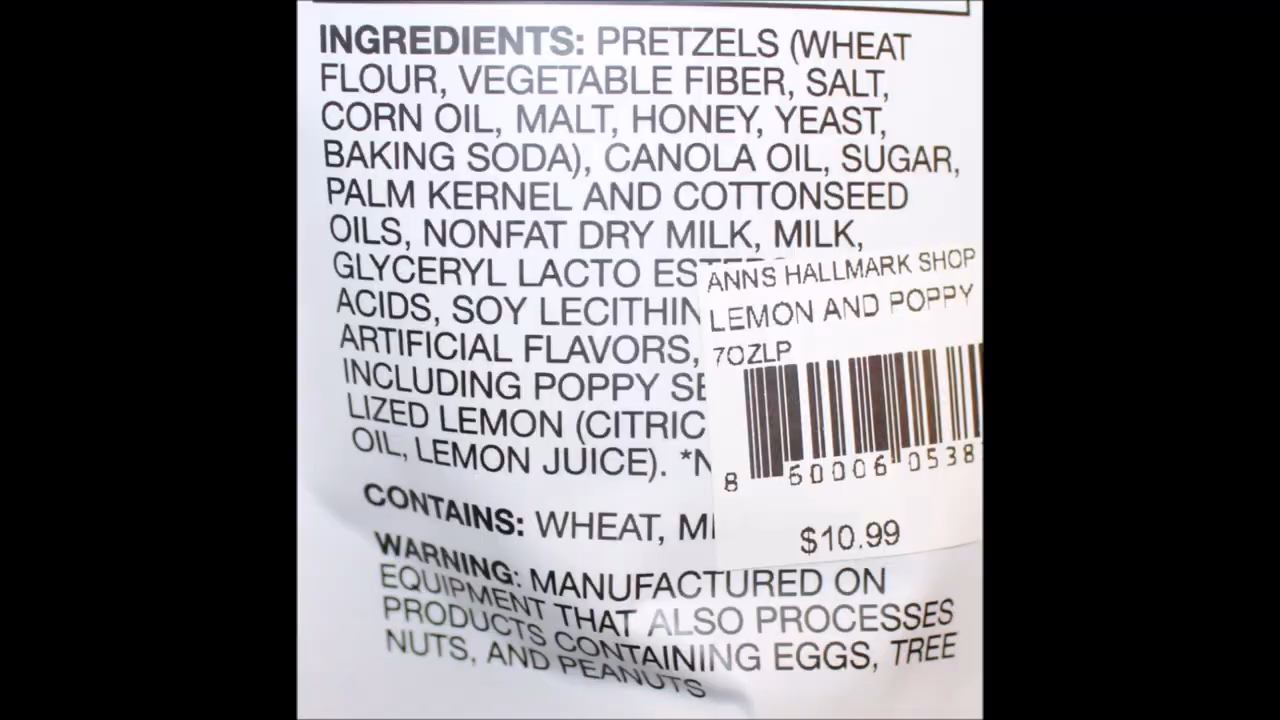 INGREDIENTS: PRETZELS (WHEAT
FLOUR, VEGETABLE FIBER, SALT,
CORN OIL, MALT, HONEY, YEAST,
BAKING SODA), CANOLA OIL, SUGAR,
PALM KERNEL AND COTTONSEED
OILS, NONFAT DRY MILK, MILK,
GLYCERYL LACTO
ACIDS, SOY
ARTIFICIAL FLAVORS,
INCLUDING POPPY
LIZED LEMON (CITRIC
OIL, LEMON JUICE).
CONTAINS: WHEAT,
WARNING: MANUFACTURED ON
EQUIPMENT THAT ALSO PROCESSES
PRODUCTS CONTAINING EGGS, TREE
NUTS, AND PEANUTS
ANNS HALLMARK SHOP
LEMON AND POPPY
7OZLP
8 60006 0538
$10.99